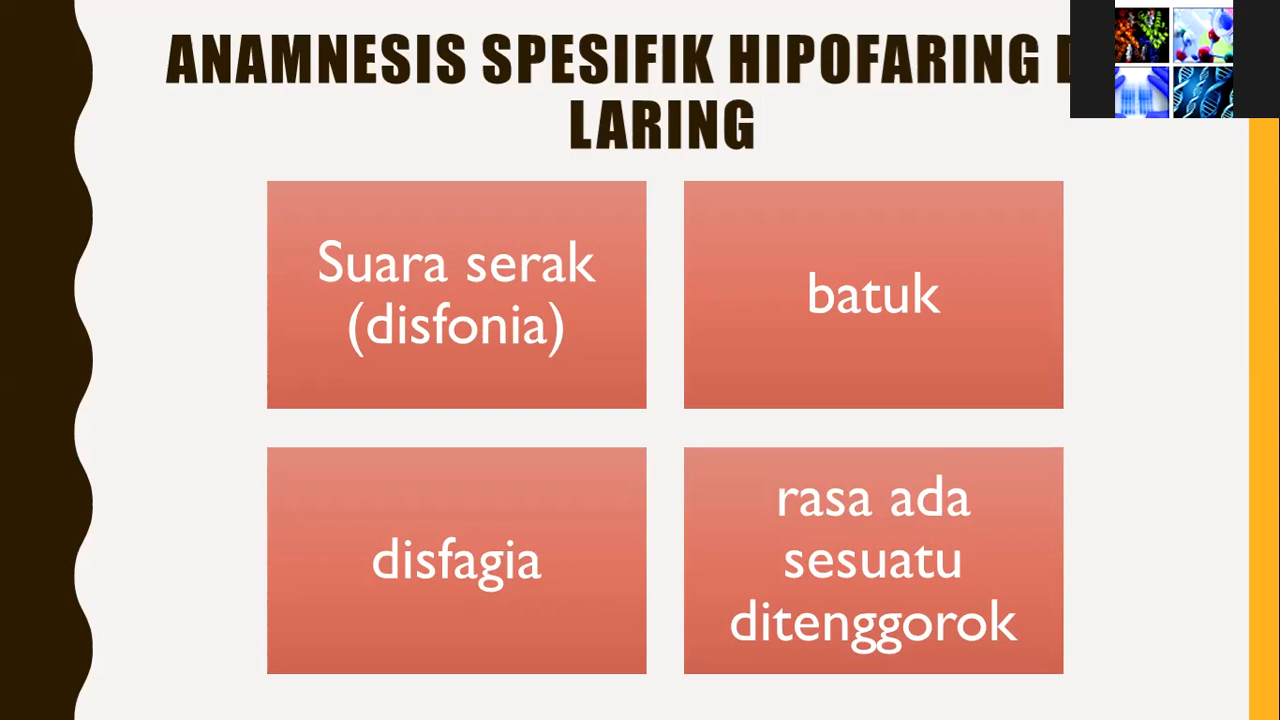 ANAMNESIS SPESIFIK HIPOFARING
LARING
Suara serak
(disfonia)
batuk
disfagia
rasa ada
sesuatu
ditenggorok